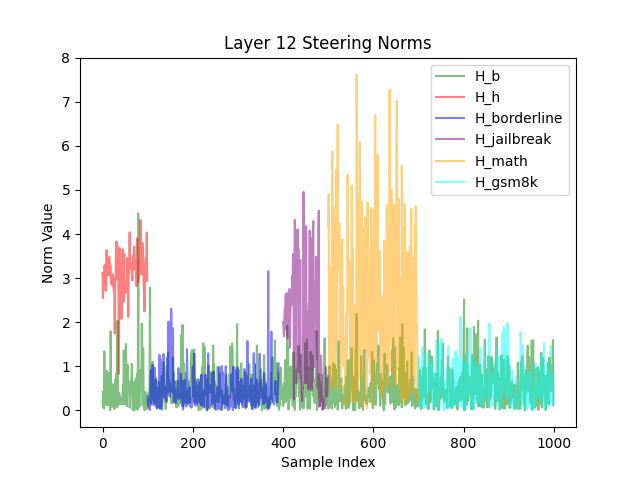 Layer 12 Steering Norms
8
7
6
5
4
3
2
1
0
Norm Value
H_b
H_h
H_borderline
H_jailbreak
H_math
H_gsm8k
0 200 400 600 800 1000
Sample Index